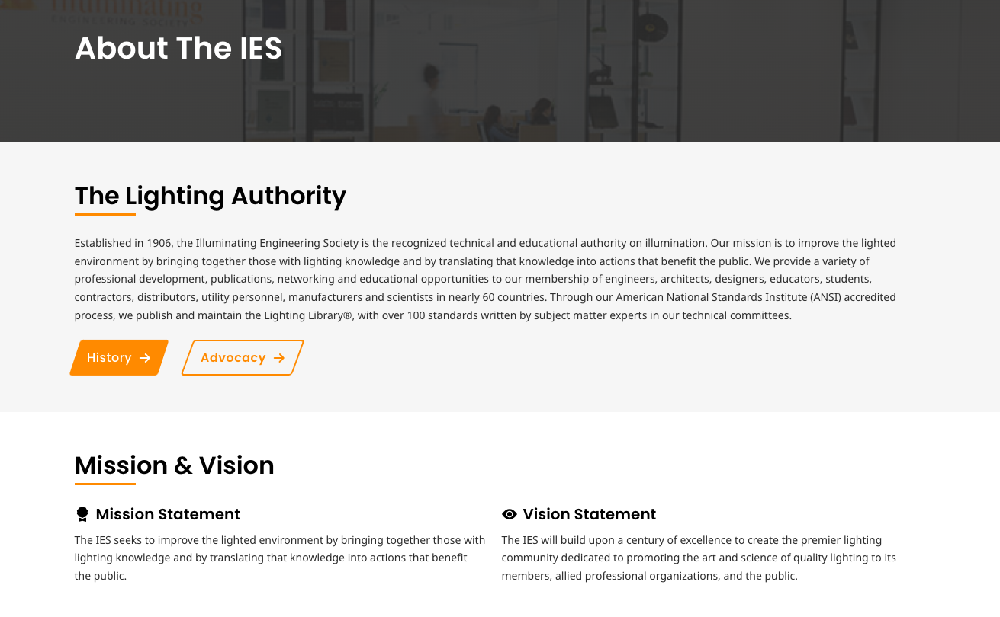 Illuminating
ENGINEERING SOCIETY
About The IES
The Lighting Authority
Established in 1906, the Illuminating Engineering Society is the recognized technical and educational authority on illumination. Our mission is to improve the lighted
environment by bringing together those with lighting knowledge and by translating that knowledge into actions that benefit the public. We provide a variety of
professional development, publications, networking and educational opportunities to our membership of engineers, architects, designers, educators, students,
contractors, distributors, utility personnel, manufacturers and scientists in nearly 60 countries. Through our American National Standards Institute (ANSI) accredited
process, we publish and maintain the Lighting Library®, with over 100 standards written by subject matter experts in our technical committees.
History →
Advocacy →
Mission & Vision
Mission Statement
The IES seeks to improve the lighted environment by bringing together those with
lighting knowledge and by translating that knowledge into actions that benefit
the public.
Vision Statement
The IES will build upon a century of excellence to create the premier lighting
community dedicated to promoting the art and science of quality lighting to its
members, allied professional organizations, and the public.